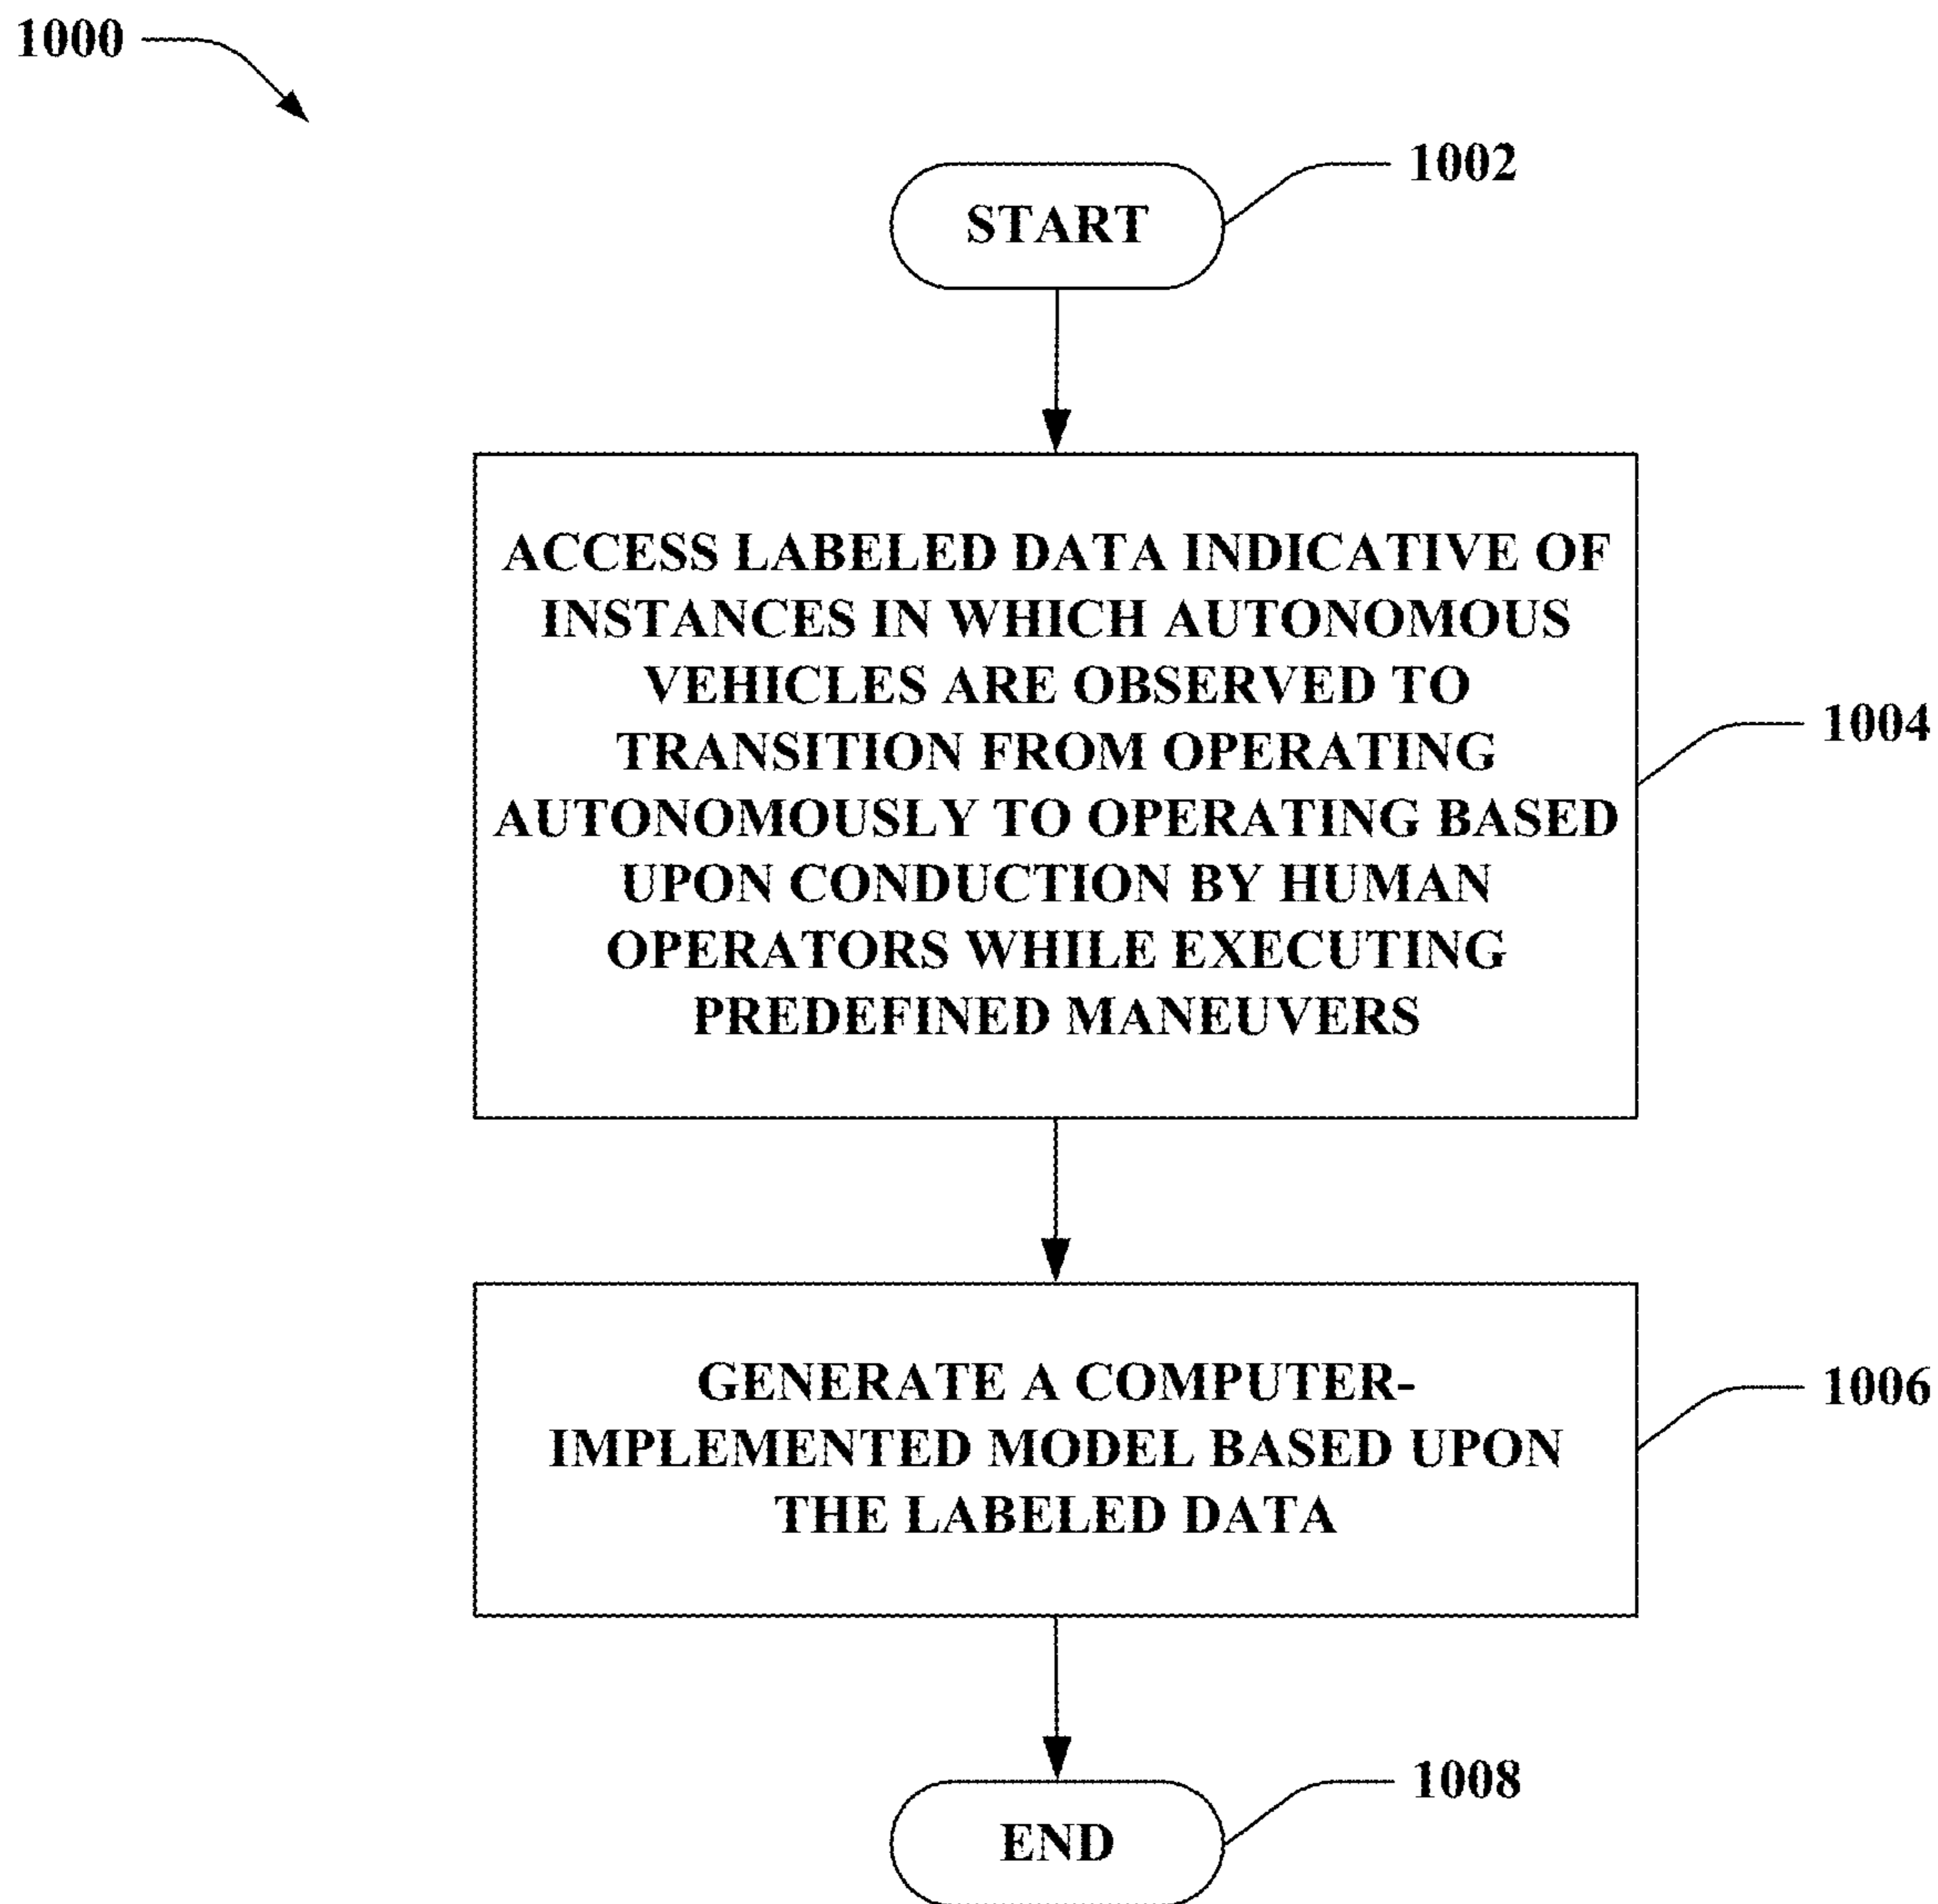 1000
1002
START
ACCESS LABELED DATA INDICATIVE OF
INSTANCES IN WHICH AUTONOMOUS
VEHICLES ARE OBSERVED TO
TRANSITION FROM OPERATING
AUTONOMOUSLY TO OPERATING BASED
UPON CONDUCTION BY HUMAN
OPERATORS WHILE EXECUTING
PREDEFINED MANEUVERS
1004
GENERATE A COMPUTER-
IMPLEMENTED MODEL BASED UPON
THE LABELED DATA
1006
1008
END